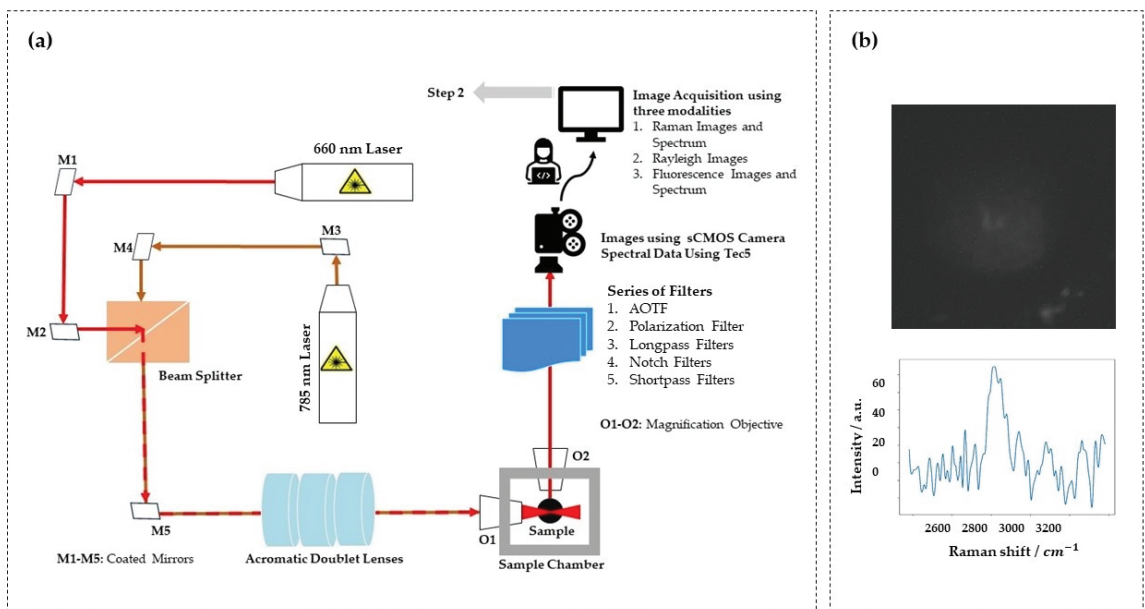 (a)
Step 2
Image Acquisition using
three modalities
1. Raman Images and
Spectrum
2. Rayleigh Images
3. Fluorescence Images and
Spectrum
660 nm Laser
M1
M4
M3
M2
Beam Splitter
785 nm Laser
Images using sCMOS Camera
Spectral Data Using Tec5
Series of Filters
1. AOTF
2. Polarization Filter
3. Longpass Filters
4. Notch Filters
5. Shortpass Filters
O1-O2: Magnification Objective
O2
O1
Sample
Sample Chamber
M5
M1-M5: Coated Mirrors
Acromatic Doublet Lenses
(b)
Intensity / a.u.
60
40
20
0
2600 2800 3000 3200
Raman shift / cm⁻¹